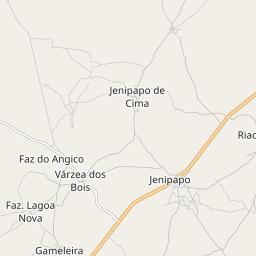 Jenipapo de
Cima
Riac
Faz do Angico
Várzea dos
Bois
Jenipapo
Faz. Lagoa
Nova
Gameleira